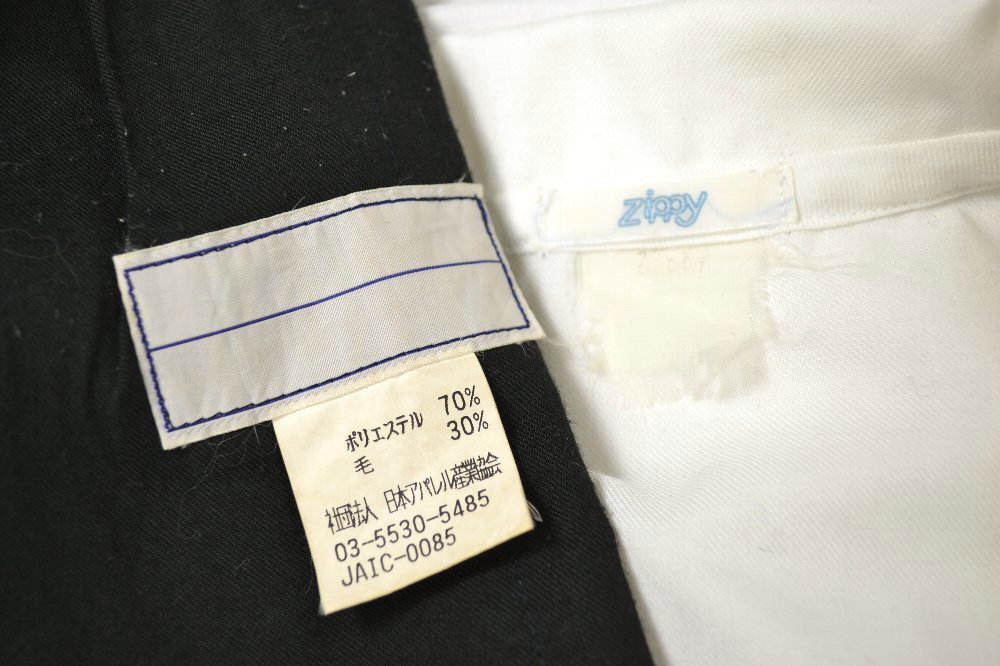 zippy
ポリエステル 70%
毛 30%
社団法人 日本アパレル産業協会
03-5530-5485
JAIC-0085